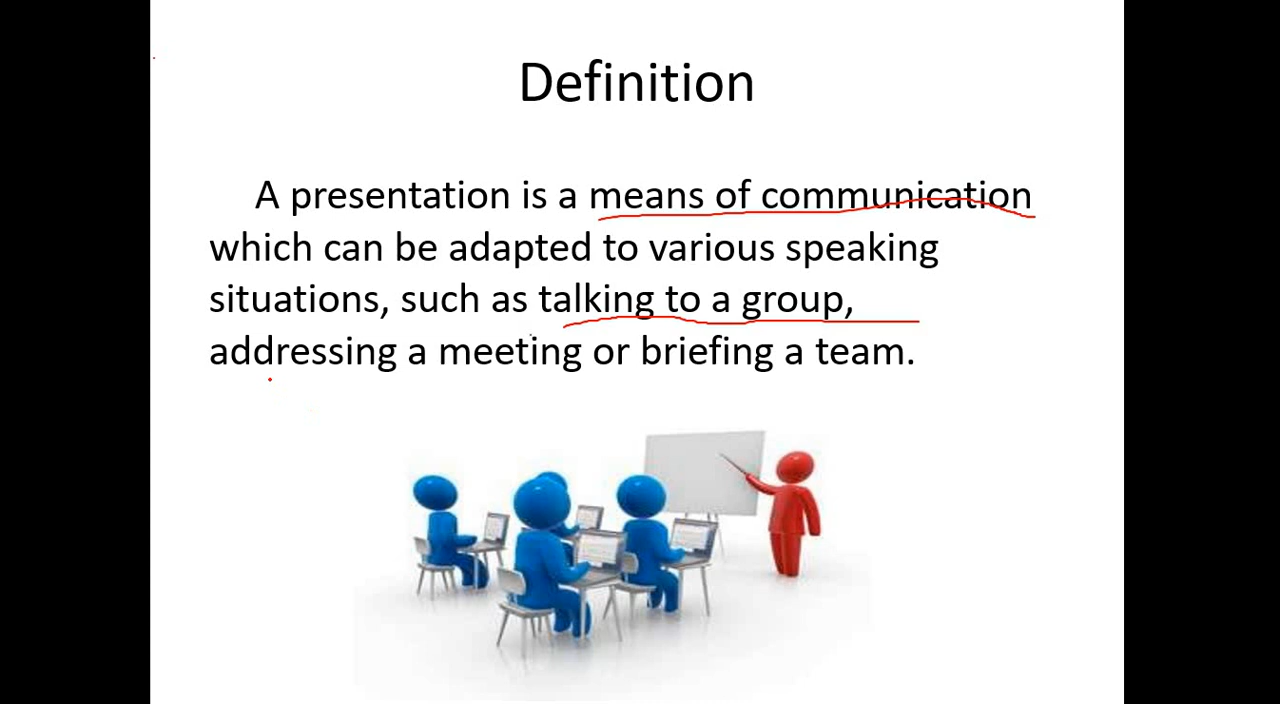 Definition
A presentation is a means of communication
which can be adapted to various speaking
situations, such as talking to a group,
addressing a meeting or briefing a team.